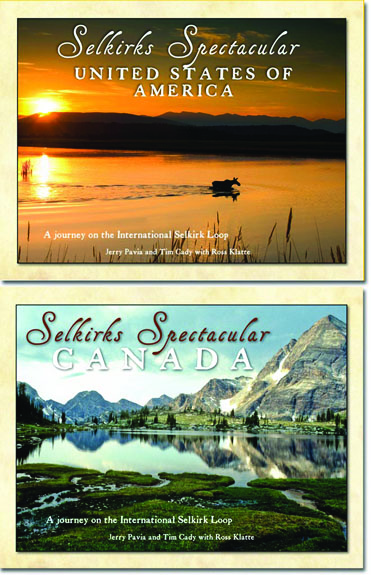 Selkirks Spectacular
UNITED STATES OF
AMERICA
A journey on the International Selkirk Loop
Jerry Pavia and Tim Cady with Ross Klatte
Selkirks Spectacular
CANADA
A journey on the International Selkirk Loop
Jerry Pavia and Tim Cady with Ross Klatte